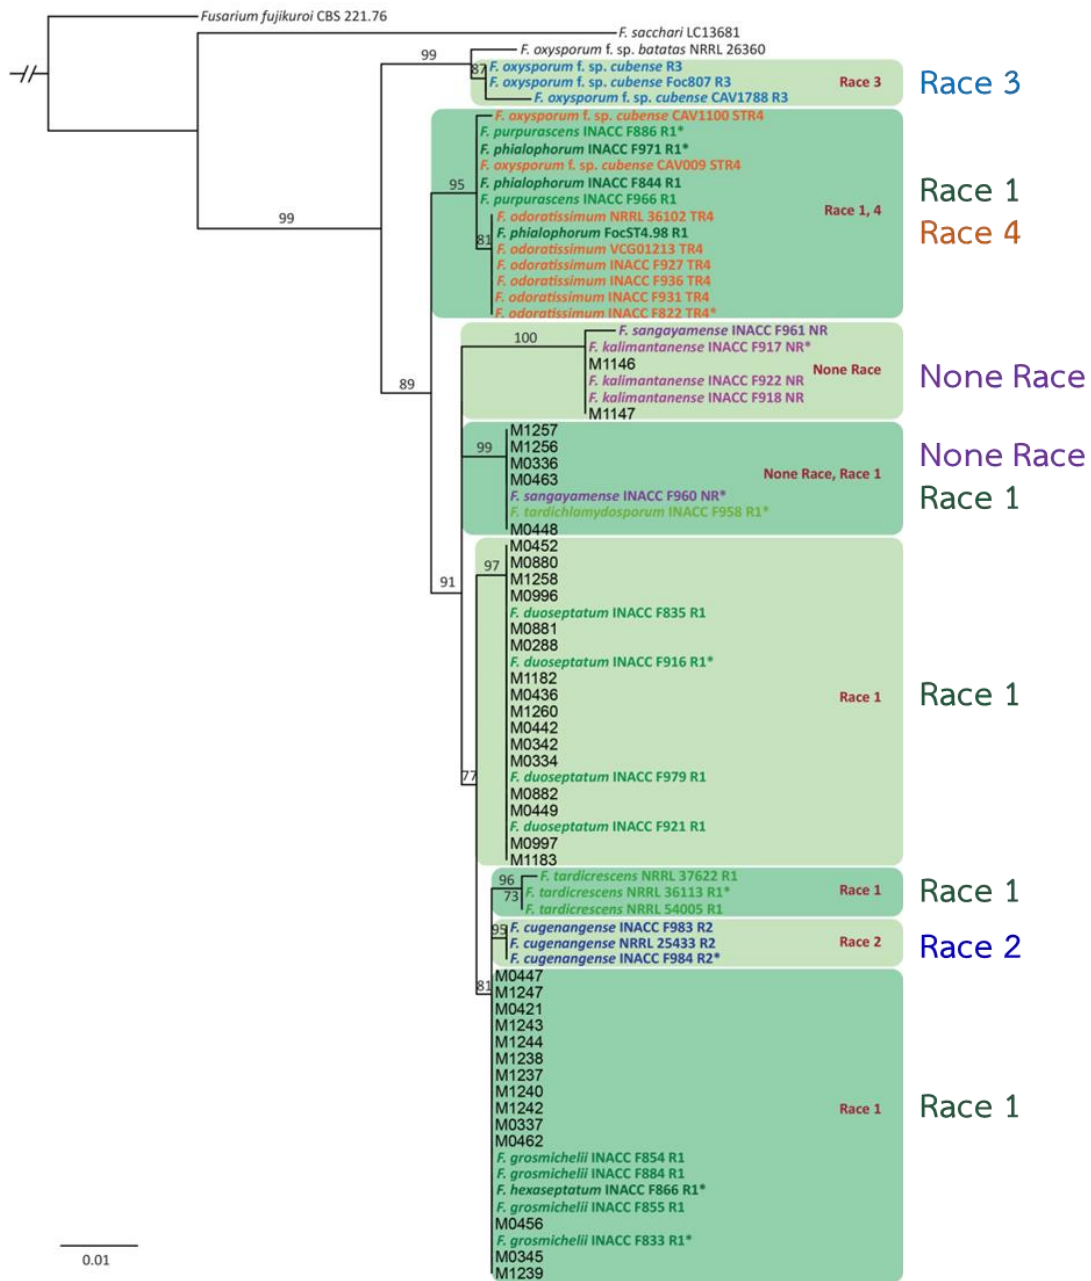 Fusarium fujikuroi CBS 221.76
F. sacchari LC13681
F. oxysporum f. sp. batatas NRRL 26360
99
87
F. oxysporum f. sp. cubense R3
F. oxysporum f. sp. cubense Foc807 R3
F. oxysporum f. sp. cubense CAV1788 R3
Race 3
Race 3
F. oxysporum f. sp. cubense CAV1100 STR4
F. purpurascens INACC F886 R1*
F. phialophorum INACC F971 R1*
F. oxysporum f. sp. cubense CAV009 STR4
95
F. phialophorum INACC F844 R1
F. purpurascens INACC F966 R1
Race 1, 4
Race 1
Race 4
99
F. odoratissimum NRRL 36102 TR4
F. phialophorum FocST4.98 R1
81
F. odoratissimum VCG01213 TR4
F. odoratissimum INACC F927 TR4
F. odoratissimum INACC F936 TR4
F. odoratissimum INACC F931 TR4
F. odoratissimum INACC F822 TR4*
F. sangayamense INACC F961 NR
100
F. kalimantanense INACC F917 NR*
M1146
None Race
None Race
F. kalimantanense INACC F922 NR
89
F. kalimantanense INACC F918 NR
M1147
M1257
M1256
99
M0336
M0463
None Race, Race 1
None Race
Race 1
F. sangayamense INACC F960 NR*
F. tardichlamydosporum INACC F958 R1*
M0448
M0452
M0880
97
M1258
91
M0996
F. duoseptatum INACC F835 R1
M0881
M0288
F. duoseptatum INACC F916 R1*
M1182
M0436
Race 1
Race 1
M1260
M0442
M0342
M0334
F. duoseptatum INACC F979 R1
77
M0882
M0449
F. duoseptatum INACC F921 R1
M0997
M1183
96
73
F. tardicrescens NRRL 37622 R1
F. tardicrescens NRRL 36113 R1*
F. tardicrescens NRRL 54005 R1
Race 1
Race 1
95
F. cugenangense INACC F983 R2
F. cugenangense NRRL 25433 R2
F. cugenangense INACC F984 R2*
Race 2
Race 2
M0447
81
M1247
M0421
M1243
M1244
M1238
M1237
M1240
M1242
Race 1
Race 1
M0337
M0462
F. grosmichelii INACC F854 R1
F. grosmichelii INACC F884 R1
F. hexaseptatum INACC F866 R1*
F. grosmichelii INACC F855 R1
M0456
F. grosmichelii INACC F833 R1*
M0345
M1239
0.01